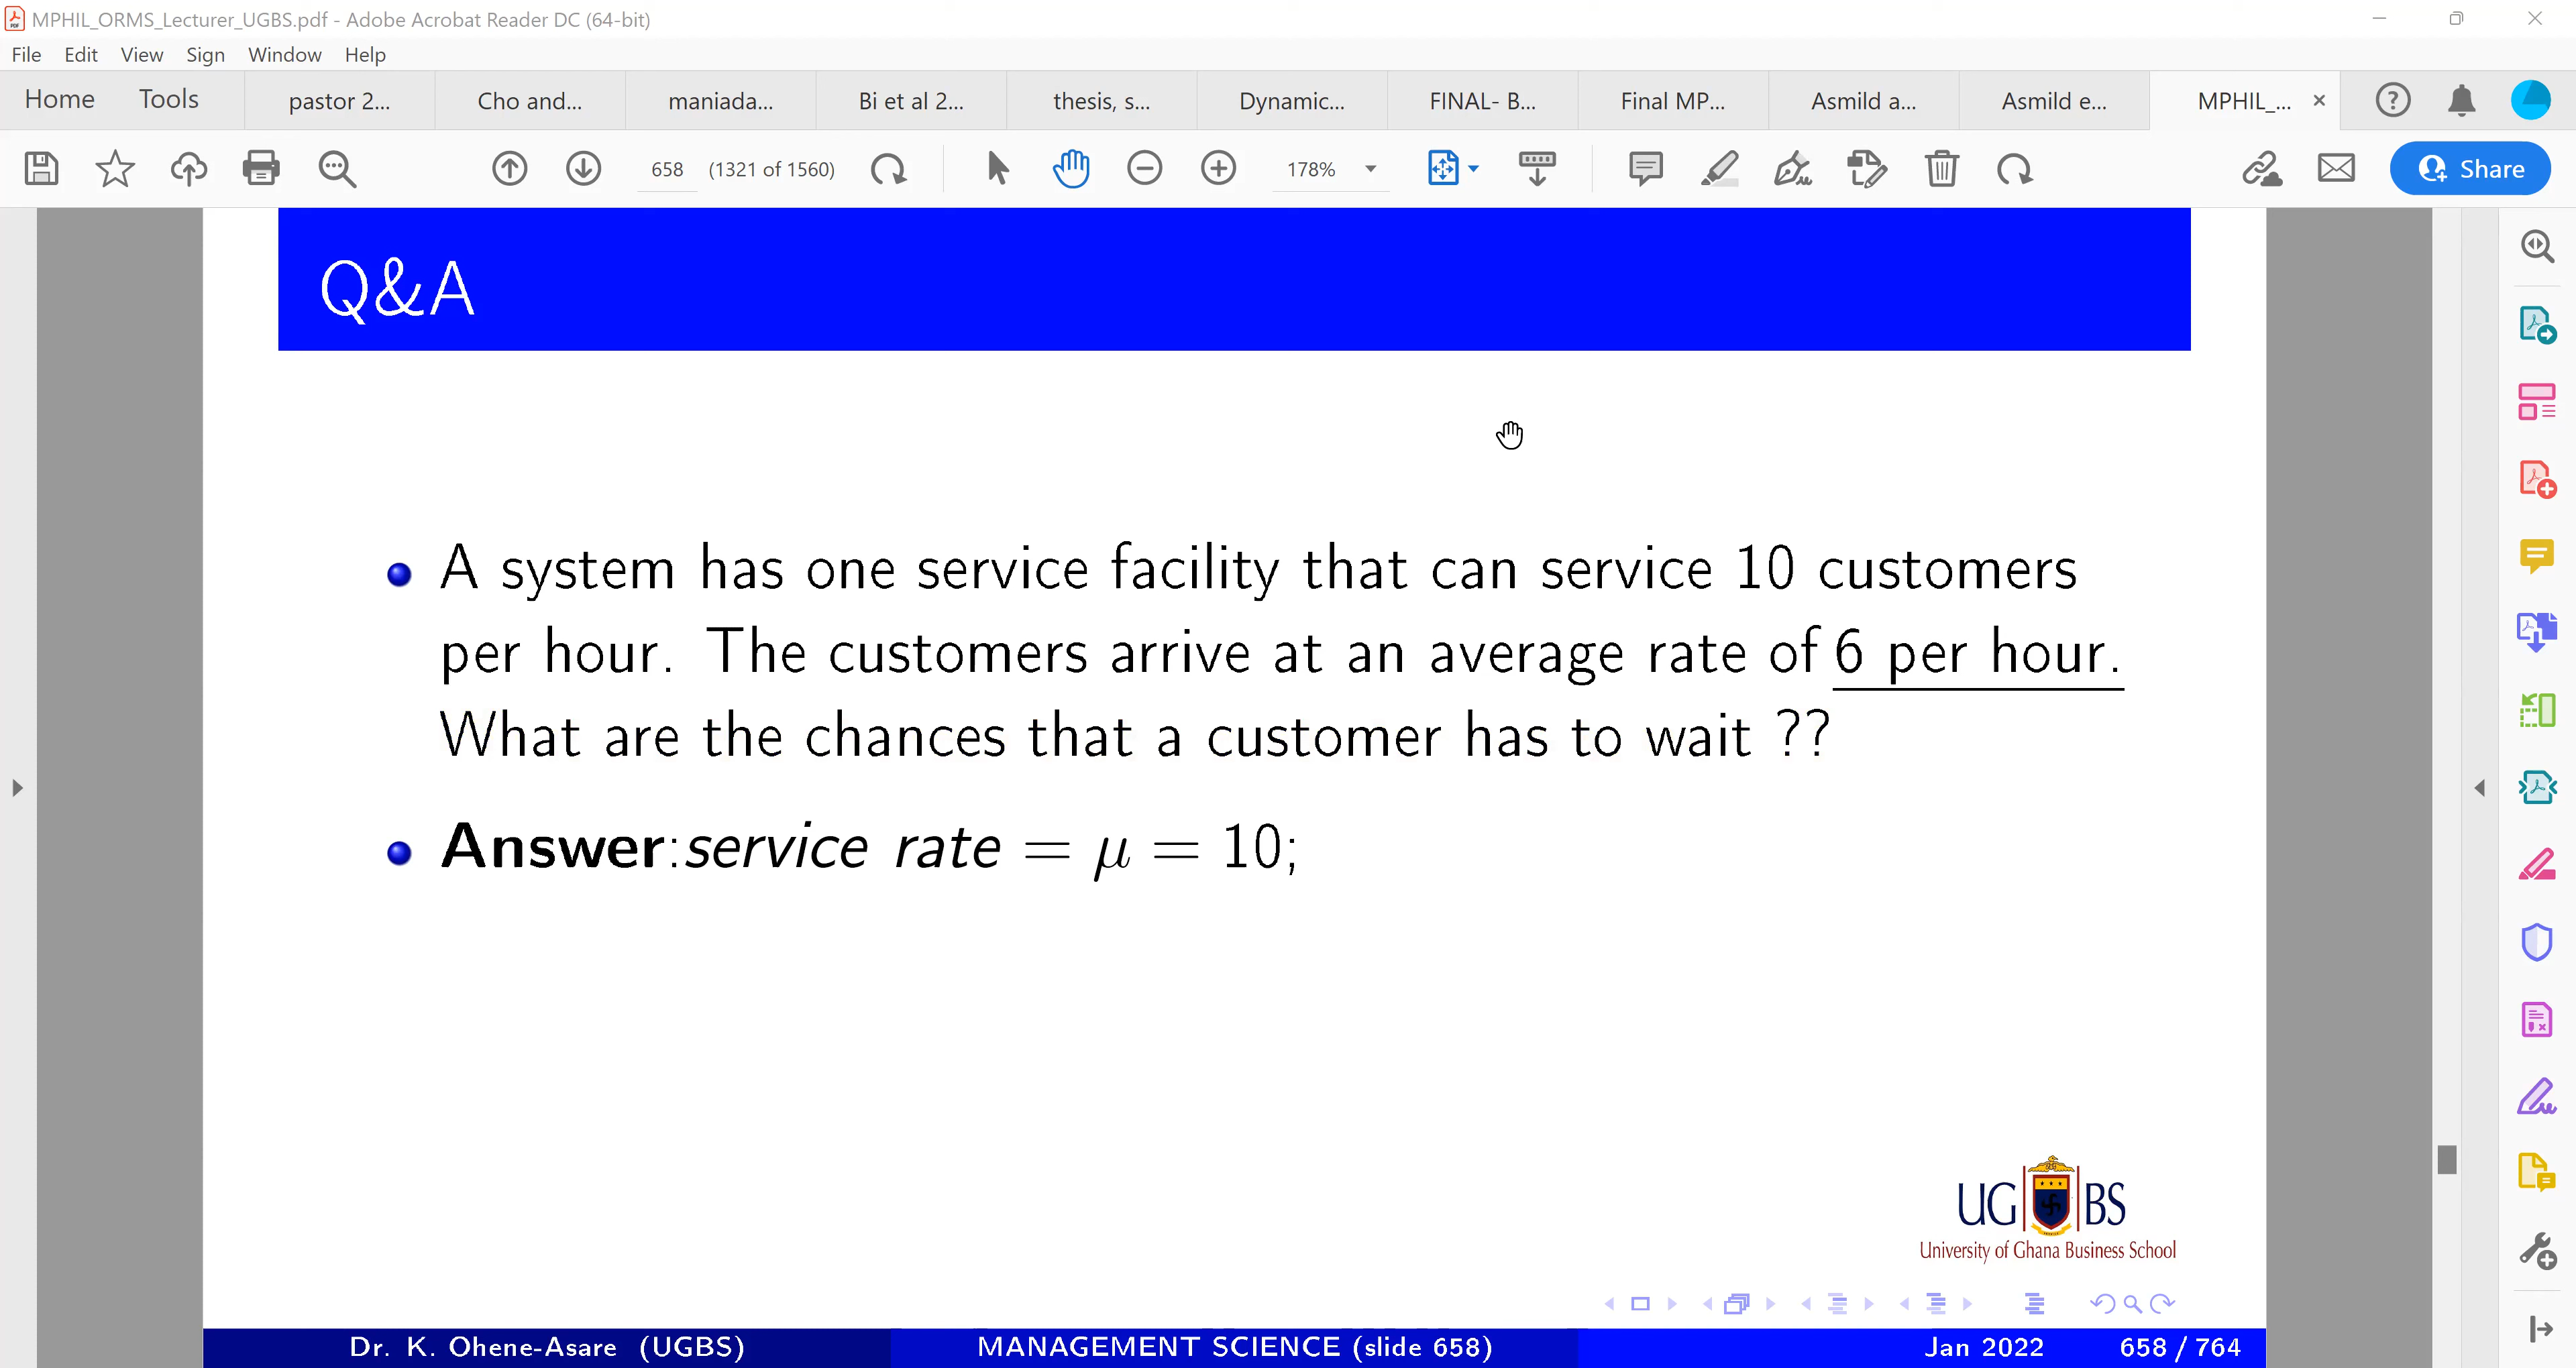 MPHIL_ORMS_Lecturer_UGBS.pdf - Adobe Acrobat Reader DC (64-bit)
File Edit View Sign Window Help
Home Tools pastor 2... Cho and... maniada... Bi et al 2... thesis, s... Dynamic... FINAL- B... Final MP... Asmild a... Asmild e... MPHIL_...
658 (1321 of 1560) 178% Share
Q&A
A system has one service facility that can service 10 customers
per hour. The customers arrive at an average rate of 6 per hour.
What are the chances that a customer has to wait ??
Answer:service rate = μ = 10;
UG BS
University of Ghana Business School
Dr. K. Ohene-Asare (UGBS) MANAGEMENT SCIENCE (slide 658) Jan 2022 658 / 764